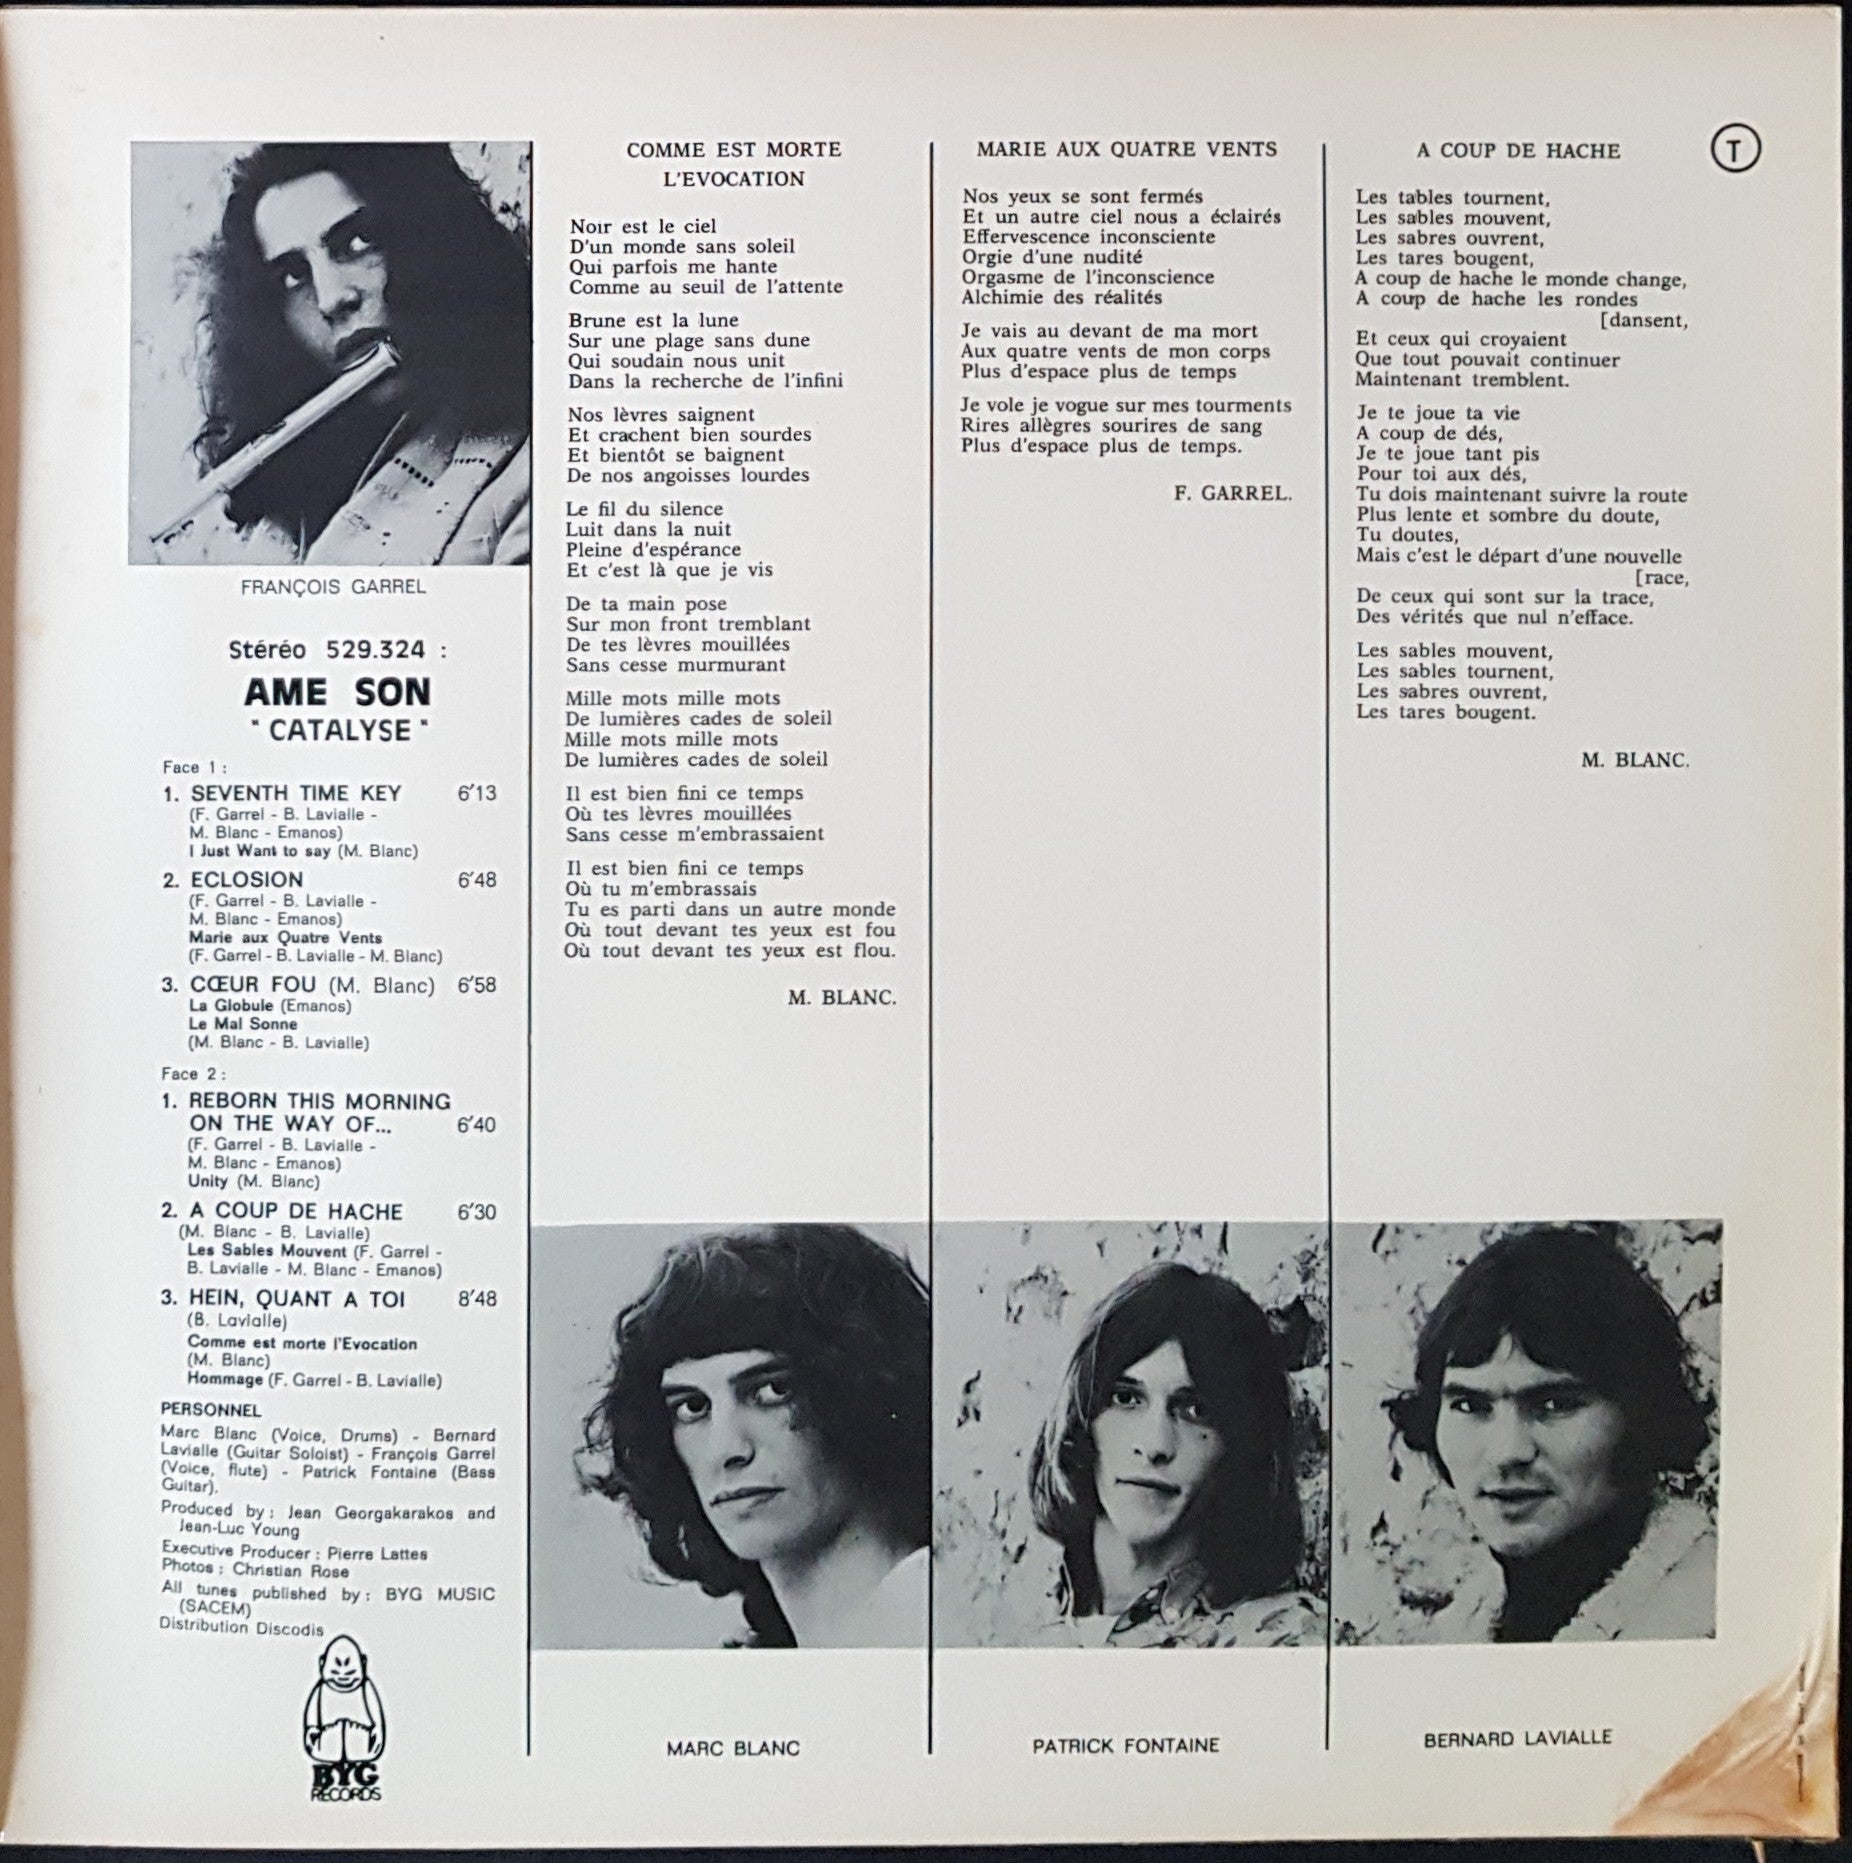 FRANÇOIS GARREL
Stéréo 529.324 :
AME SON
" CATALYSE "
Face 1 :
1. SEVENTH TIME KEY 6'13
(F. Garrel - B. Lavialle -
M. Blanc - Emanos)
I Just Want to say (M. Blanc)
2. ECLOSION 6'48
(F. Garrel - B. Lavialle -
M. Blanc - Emanos)
Marie aux Quatre Vents
(F. Garrel - B. Lavialle - M. Blanc)
3. CŒUR FOU (M. Blanc) 6'58
La Globule (Emanos)
Le Mal Sonne
(M. Blanc - B. Lavialle)
Face 2 :
1. REBORN THIS MORNING
ON THE WAY OF... 6'40
(F. Garrel - B. Lavialle -
M. Blanc - Emanos)
Unity (M. Blanc)
2. A COUP DE HACHE 6'30
(M. Blanc - B. Lavialle)
Les Sables Mouvent (F. Garrel -
B. Lavialle - M. Blanc - Emanos)
3. HEIN, QUANT A TOI 8'48
(B. Lavialle)
Comme est morte l'Evocation
(M. Blanc)
Hommage (F. Garrel - B. Lavialle)
PERSONNEL
Marc Blanc (Voice, Drums) - Bernard
Lavialle (Guitar Soloist) - François Garrel
(Voice, flute) - Patrick Fontaine (Bass
Guitar).
Produced by : Jean Georgakarakos and
Jean-Luc Young
Executive Producer : Pierre Lattes
Photos : Christian Rose
All tunes published by : BYG MUSIC
(SACEM)
Distribution Discodis
BYG
RECORDS
COMME EST MORTE
L'EVOCATION
Noir est le ciel
D'un monde sans soleil
Qui parfois me hante
Comme au seuil de l'attente
Brune est la lune
Sur une plage sans dune
Qui soudain nous unit
Dans la recherche de l'infini
Nos lèvres saignent
Et crachent bien sourdes
Et bientôt se baignent
De nos angoisses lourdes
Le fil du silence
Luit dans la nuit
Pleine d'espérance
Et c'est là que je vis
De ta main pose
Sur mon front tremblant
De tes lèvres mouillées
Sans cesse murmurant
Mille mots mille mots
De lumières cades de soleil
Mille mots mille mots
De lumières cades de soleil
Il est bien fini ce temps
Où tes lèvres mouillées
Sans cesse m'embrassaient
Il est bien fini ce temps
Où tu m'embrassais
Tu es parti dans un autre monde
Où tout devant tes yeux est fou
Où tout devant tes yeux est flou.
M. BLANC.
MARIE AUX QUATRE VENTS
Nos yeux se sont fermés
Et un autre ciel nous a éclairés
Effervescence inconsciente
Orgie d'une nudité
Orgasme de l'inconscience
Alchimie des réalités
Je vais au devant de ma mort
Aux quatre vents de mon corps
Plus d'espace plus de temps
Je vole je vogue sur mes tourments
Rires allègres sourires de sang
Plus d'espace plus de temps.
F. GARREL.
A COUP DE HACHE
T
Les tables tournent,
Les sables mouvent,
Les sabres ouvrent,
Les tares bougent,
A coup de hache le monde change,
A coup de hache les rondes
[dansent,
Et ceux qui croyaient
Que tout pouvait continuer
Maintenant tremblent.
Je te joue ta vie
A coup de dés,
Je te joue tant pis
Pour toi aux dés,
Tu dois maintenant suivre la route
Plus lente et sombre du doute,
Tu doutes,
Mais c'est le départ d'une nouvelle
[race,
De ceux qui sont sur la trace,
Des vérités que nul n'efface.
Les sables mouvent,
Les sables tournent,
Les sabres ouvrent,
Les tares bougent.
M. BLANC.
MARC BLANC
PATRICK FONTAINE
BERNARD LAVIALLE